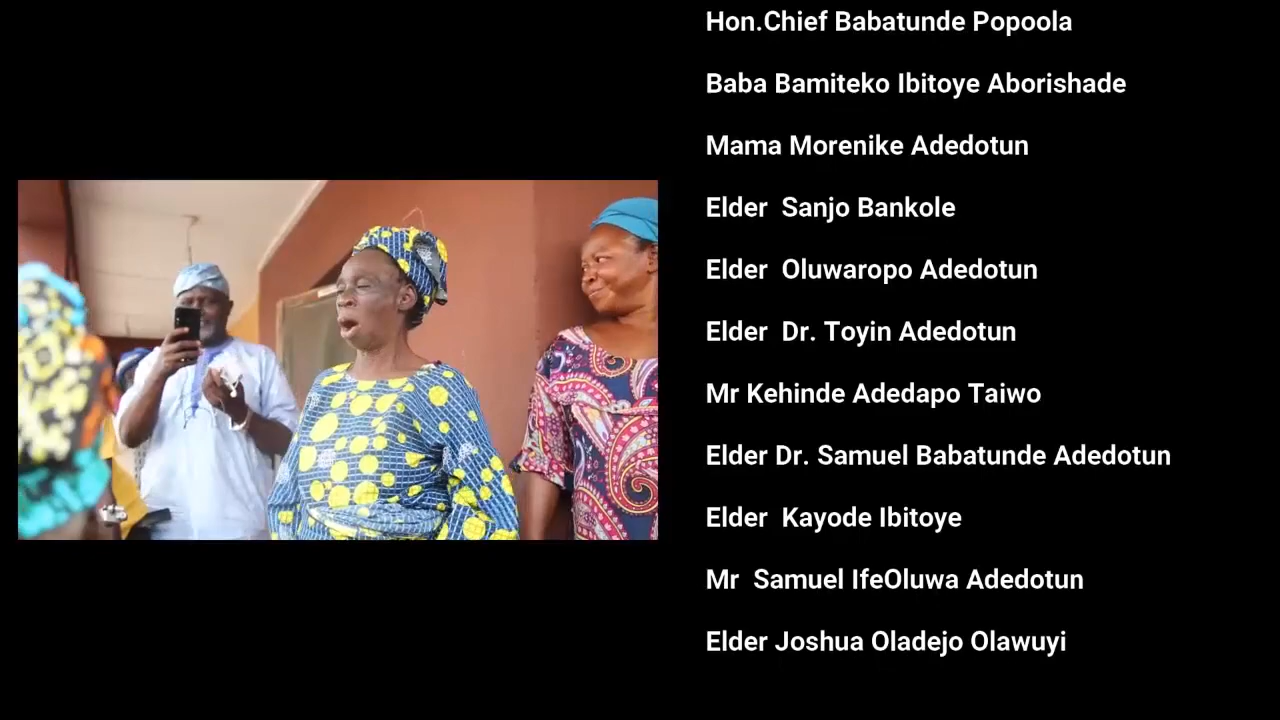 Hon.Chief Babatunde Popoola
Baba Bamiteko Ibitoye Aborishade
Mama Morenike Adedotun
Elder  Sanjo Bankole
Elder  Oluwaropo Adedotun
Elder  Dr. Toyin Adedotun
Mr Kehinde Adedapo Taiwo
Elder Dr. Samuel Babatunde Adedotun
Elder  Kayode Ibitoye
Mr  Samuel IfeOluwa Adedotun
Elder Joshua Oladejo Olawuyi